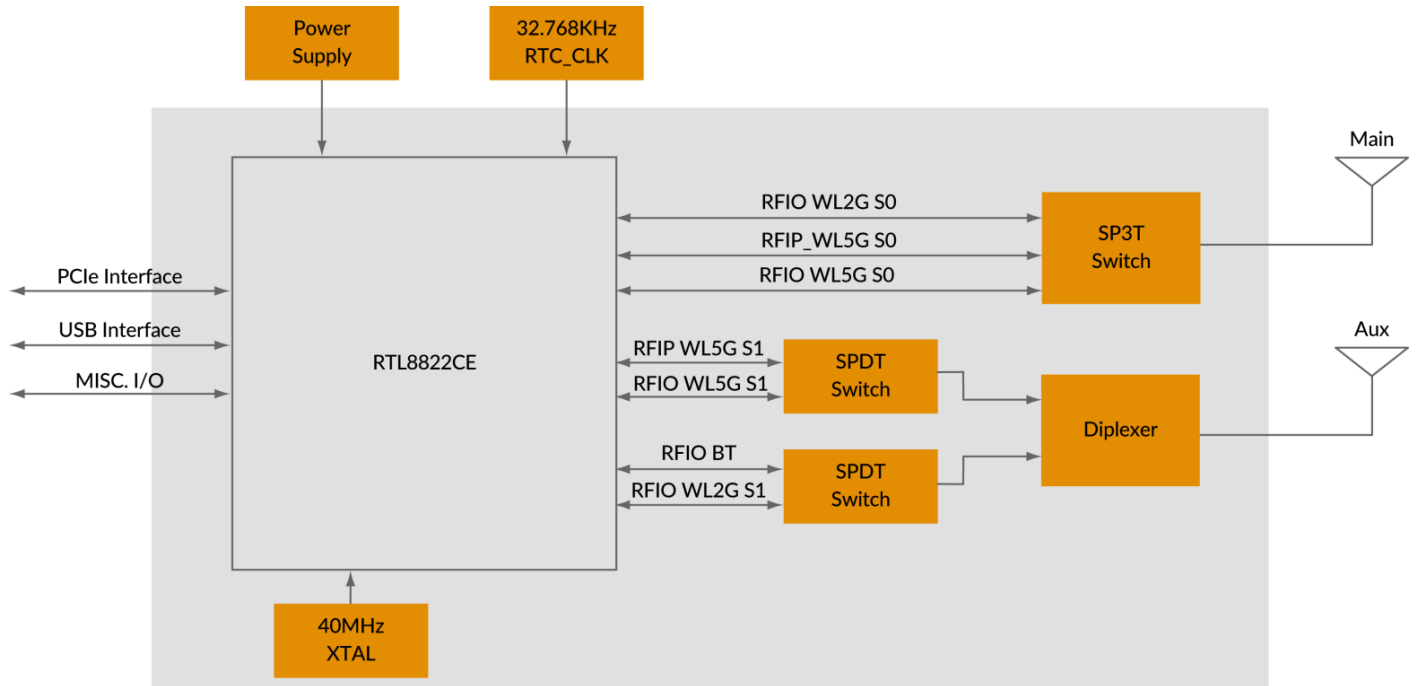 Power
Supply
32.768KHz
RTC_CLK
Main
RFIO WL2G S0
RFIP_WL5G S0
RFIO WL5G S0
SP3T
Switch
PCIe Interface
USB Interface
MISC. I/O
RTL8822CE
RFIP WL5G S1
RFIO WL5G S1
SPDT
Switch
Aux
Diplexer
RFIO BT
RFIO WL2G S1
SPDT
Switch
40MHz
XTAL